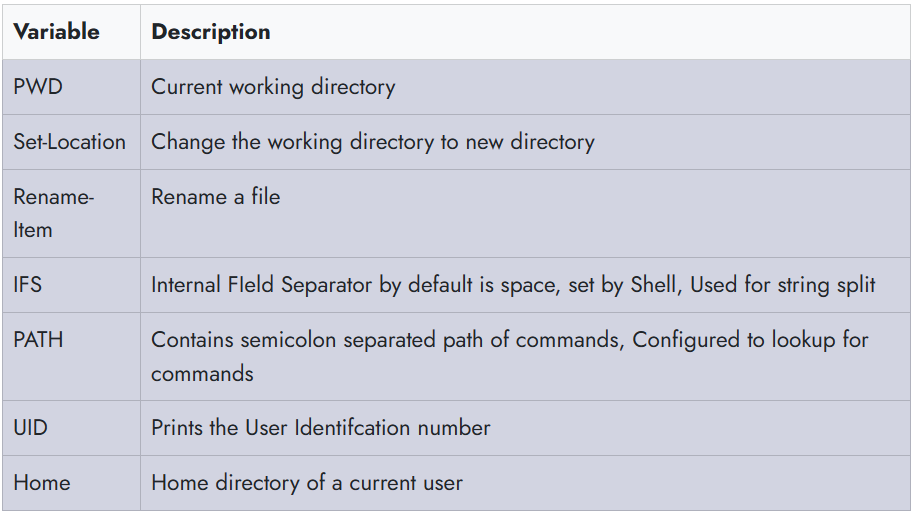 Variable Description
PWD Current working directory
Set-Location Change the working directory to new directory
Rename- Rename a file
Item
IFS Internal FIeld Separator by default is space, set by Shell, Used for string split
PATH Contains semicolon separated path of commands, Configured to lookup for
commands
UID Prints the User Identifcation number
Home Home directory of a current user